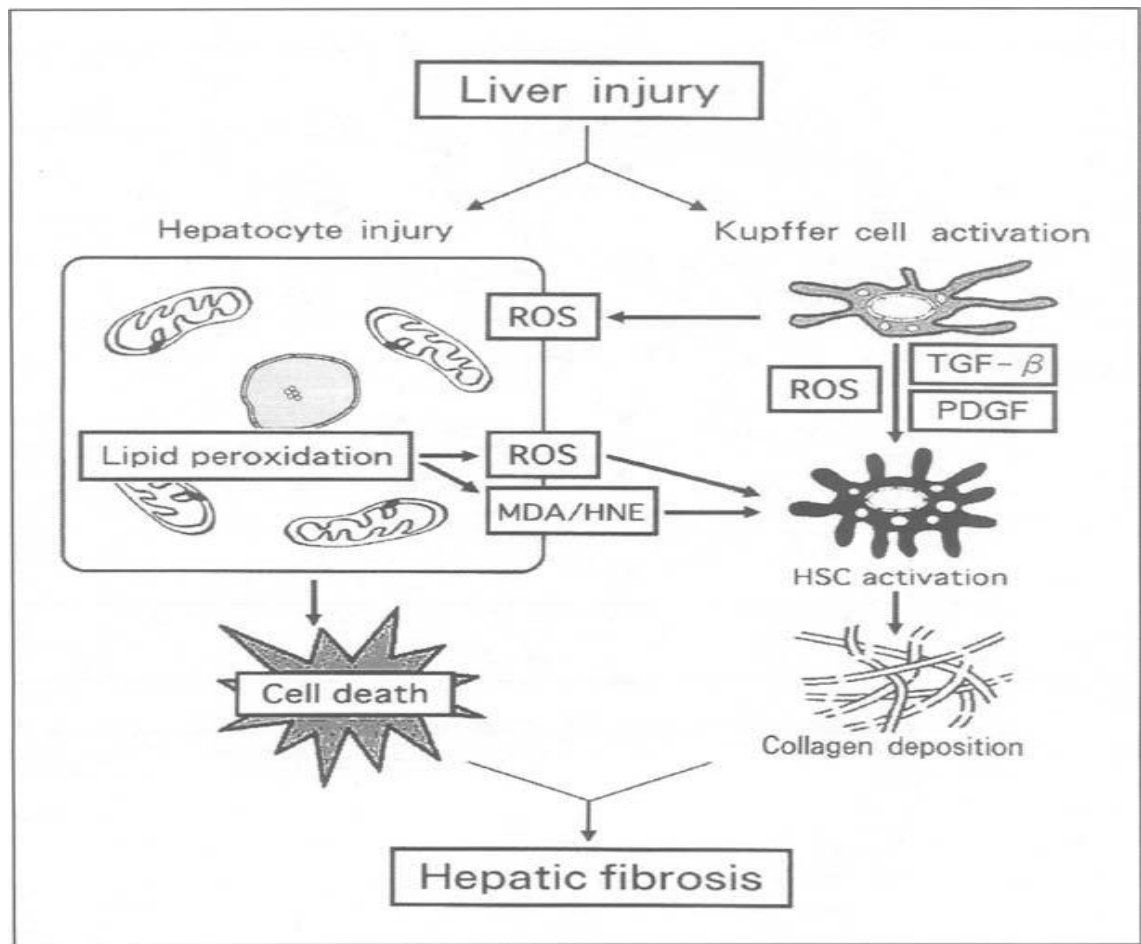 Liver injury
Hepatocyte injury
Kupffer cell activation
ROS
ROS
TGF-β
PDGF
Lipid peroxidation
ROS
MDA/HNE
HSC activation
Cell death
Collagen deposition
Hepatic fibrosis